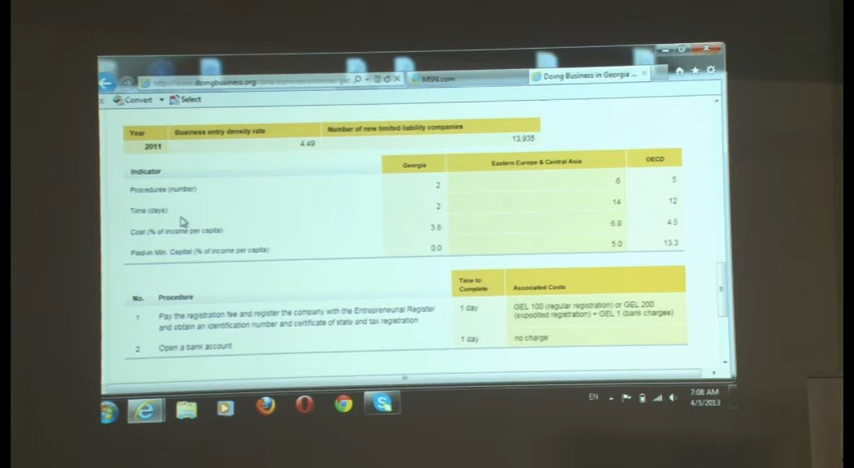 doingbusiness.org
MSN.com
Doing Business in Georgia ...
Convert Select
Year Business entry density rate Number of new limited liability companies
2011 4.49 13,935
Indicator Georgia Eastern Europe & Central Asia OECD
Procedures (number) 2 6 5
Time (days) 2 14 12
Cost (% of income per capita) 3.8 6.8 4.5
Paid-in Min. Capital (% of income per capita) 0.0 5.0 13.3
No. Procedure Time to Complete Associated Costs
1 Pay the registration fee and register the company with the Entrepreneurial Register 1 day GEL 100 (regular registration) or GEL 200
and obtain an identification number and certificate of state and tax registration (expedited registration) + GEL 1 (bank charges)
2 Open a bank account 1 day no charge
EN 7:08 AM
4/3/2013